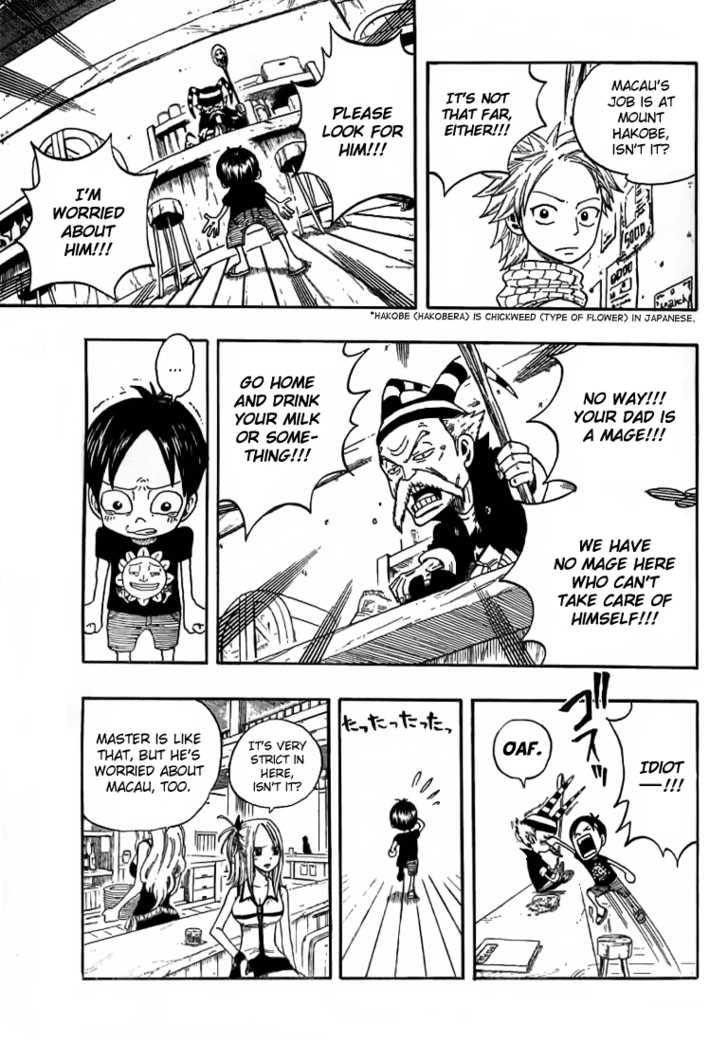 MACAU'S
JOB IS AT
MOUNT
HAKOBE,
ISN'T IT?
IT'S NOT
THAT FAR,
EITHER!!!
PLEASE
LOOK FOR
HIM!!!
I'M
WORRIED
ABOUT
HIM!!!
*HAKOBE (HAKOBERA) IS CHICKWEED (TYPE OF FLOWER) IN JAPANESE.
NO WAY!!!
YOUR DAD IS
A MAGE!!!
WE HAVE
NO MAGE HERE
WHO CAN'T
TAKE CARE OF
HIMSELF!!!
GO HOME
AND DRINK
YOUR MILK
OR SOME-
THING!!!
...
IDIOT
—!!!
ゴスッ
OAF.
たったったったっ
IT'S VERY
STRICT IN
HERE,
ISN'T IT?
MASTER IS LIKE
THAT, BUT HE'S
WORRIED ABOUT
MACAU, TOO.